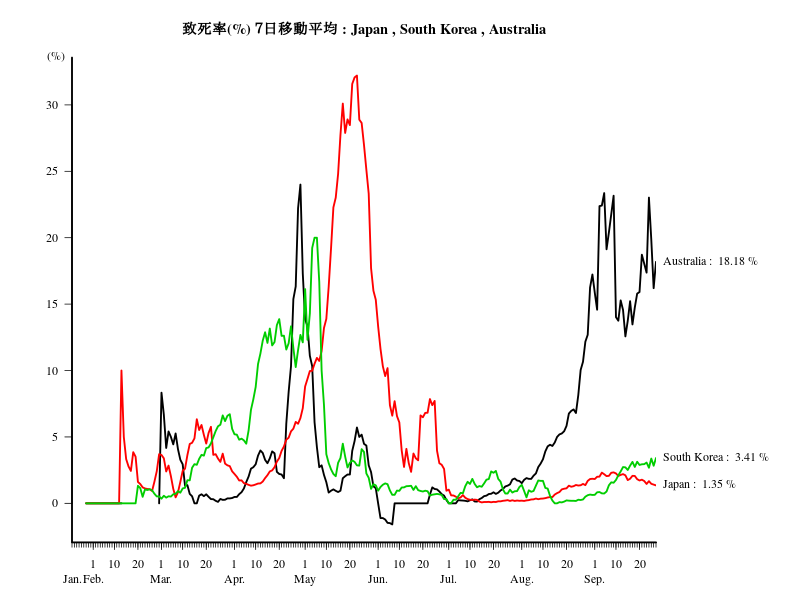 致死率(%) 7日移動平均 : Japan , South Korea , Australia
(%)
30
25
20
15
10
5
0
Australia : 18.18 %
South Korea : 3.41 %
Japan : 1.35 %
1 10 20 1 10 20 1 10 20 1 10 20 1 10 20 1 10 20 1 10 20 1 10 20
Jan. Feb. Mar. Apr. May Jun. Jul. Aug. Sep.